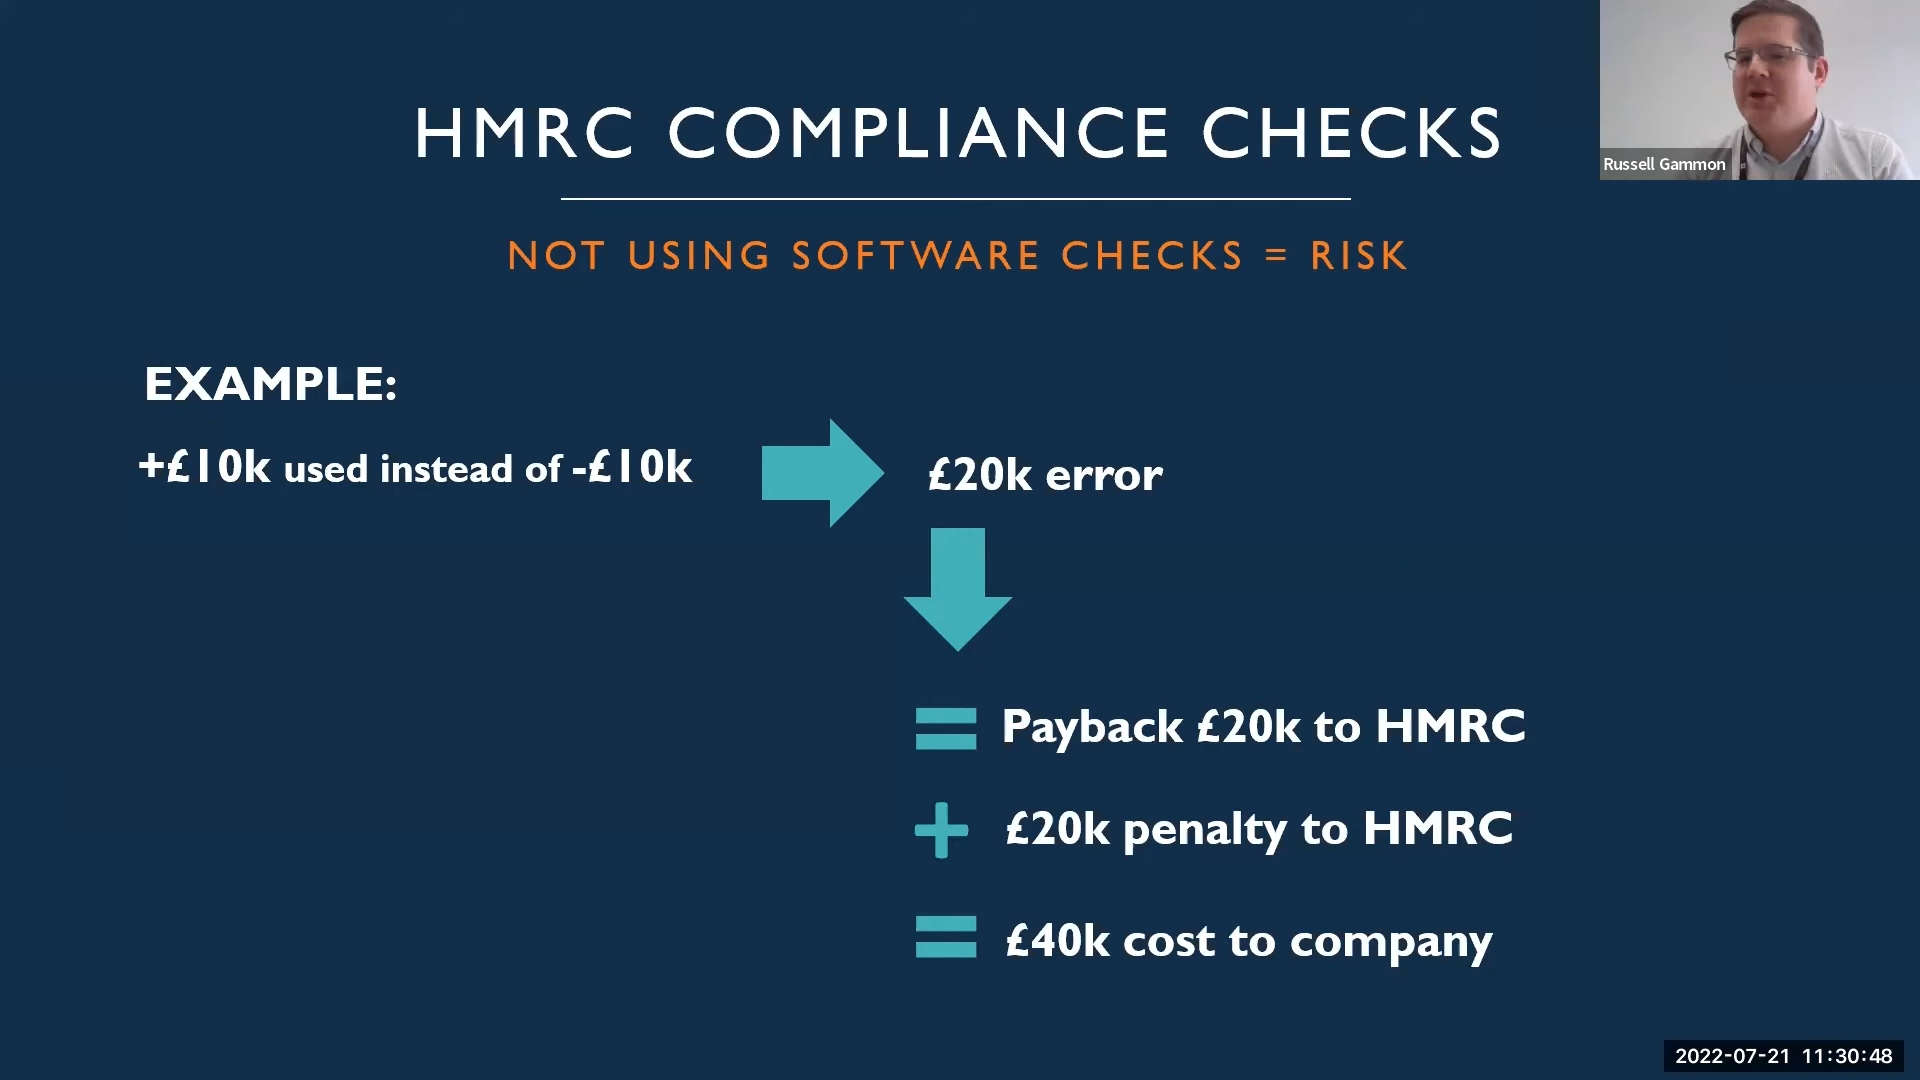 HMRC COMPLIANCE CHECKS
Russell Gammon
NOT USING SOFTWARE CHECKS = RISK
EXAMPLE:
+£10k used instead of -£10k
£20k error
= Payback £20k to HMRC
+ £20k penalty to HMRC
= £40k cost to company
2022-07-21 11:30:48